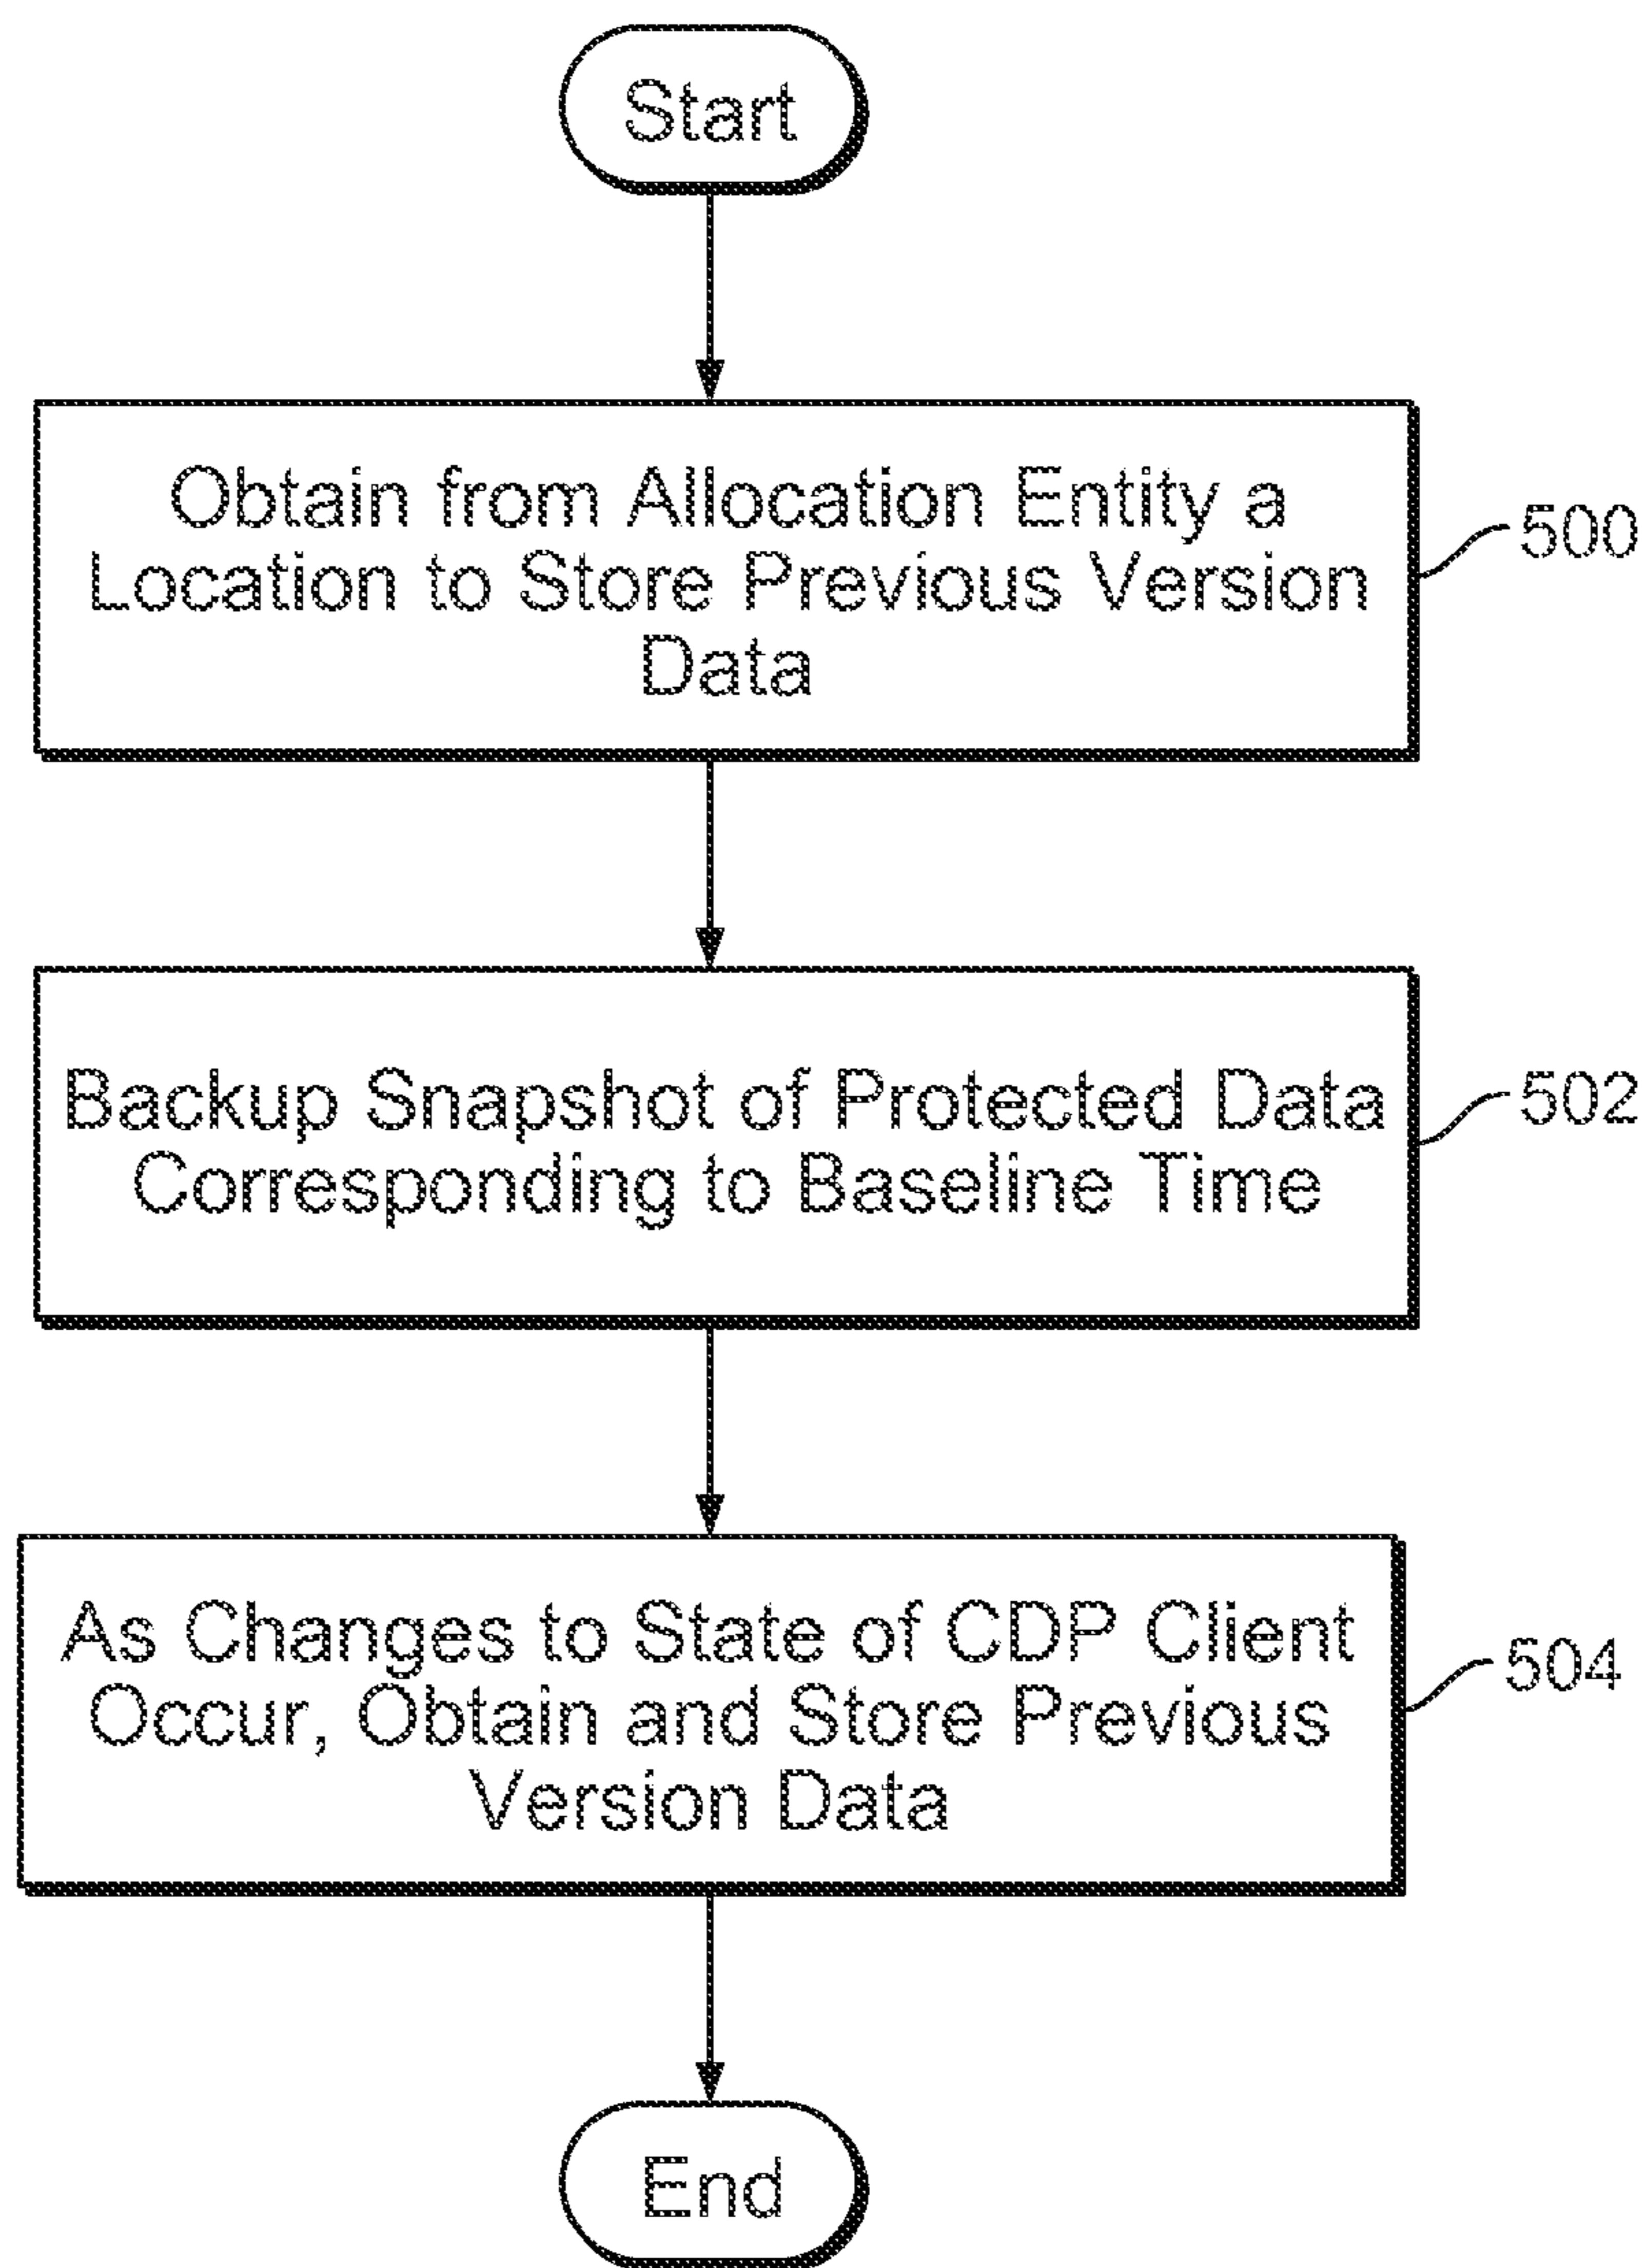 Start
Obtain from Allocation Entity a
Location to Store Previous Version
Data
500
Backup Snapshot of Protected Data
Corresponding to Baseline Time
502
As Changes to State of CDP Client
Occur, Obtain and Store Previous
Version Data
504
End